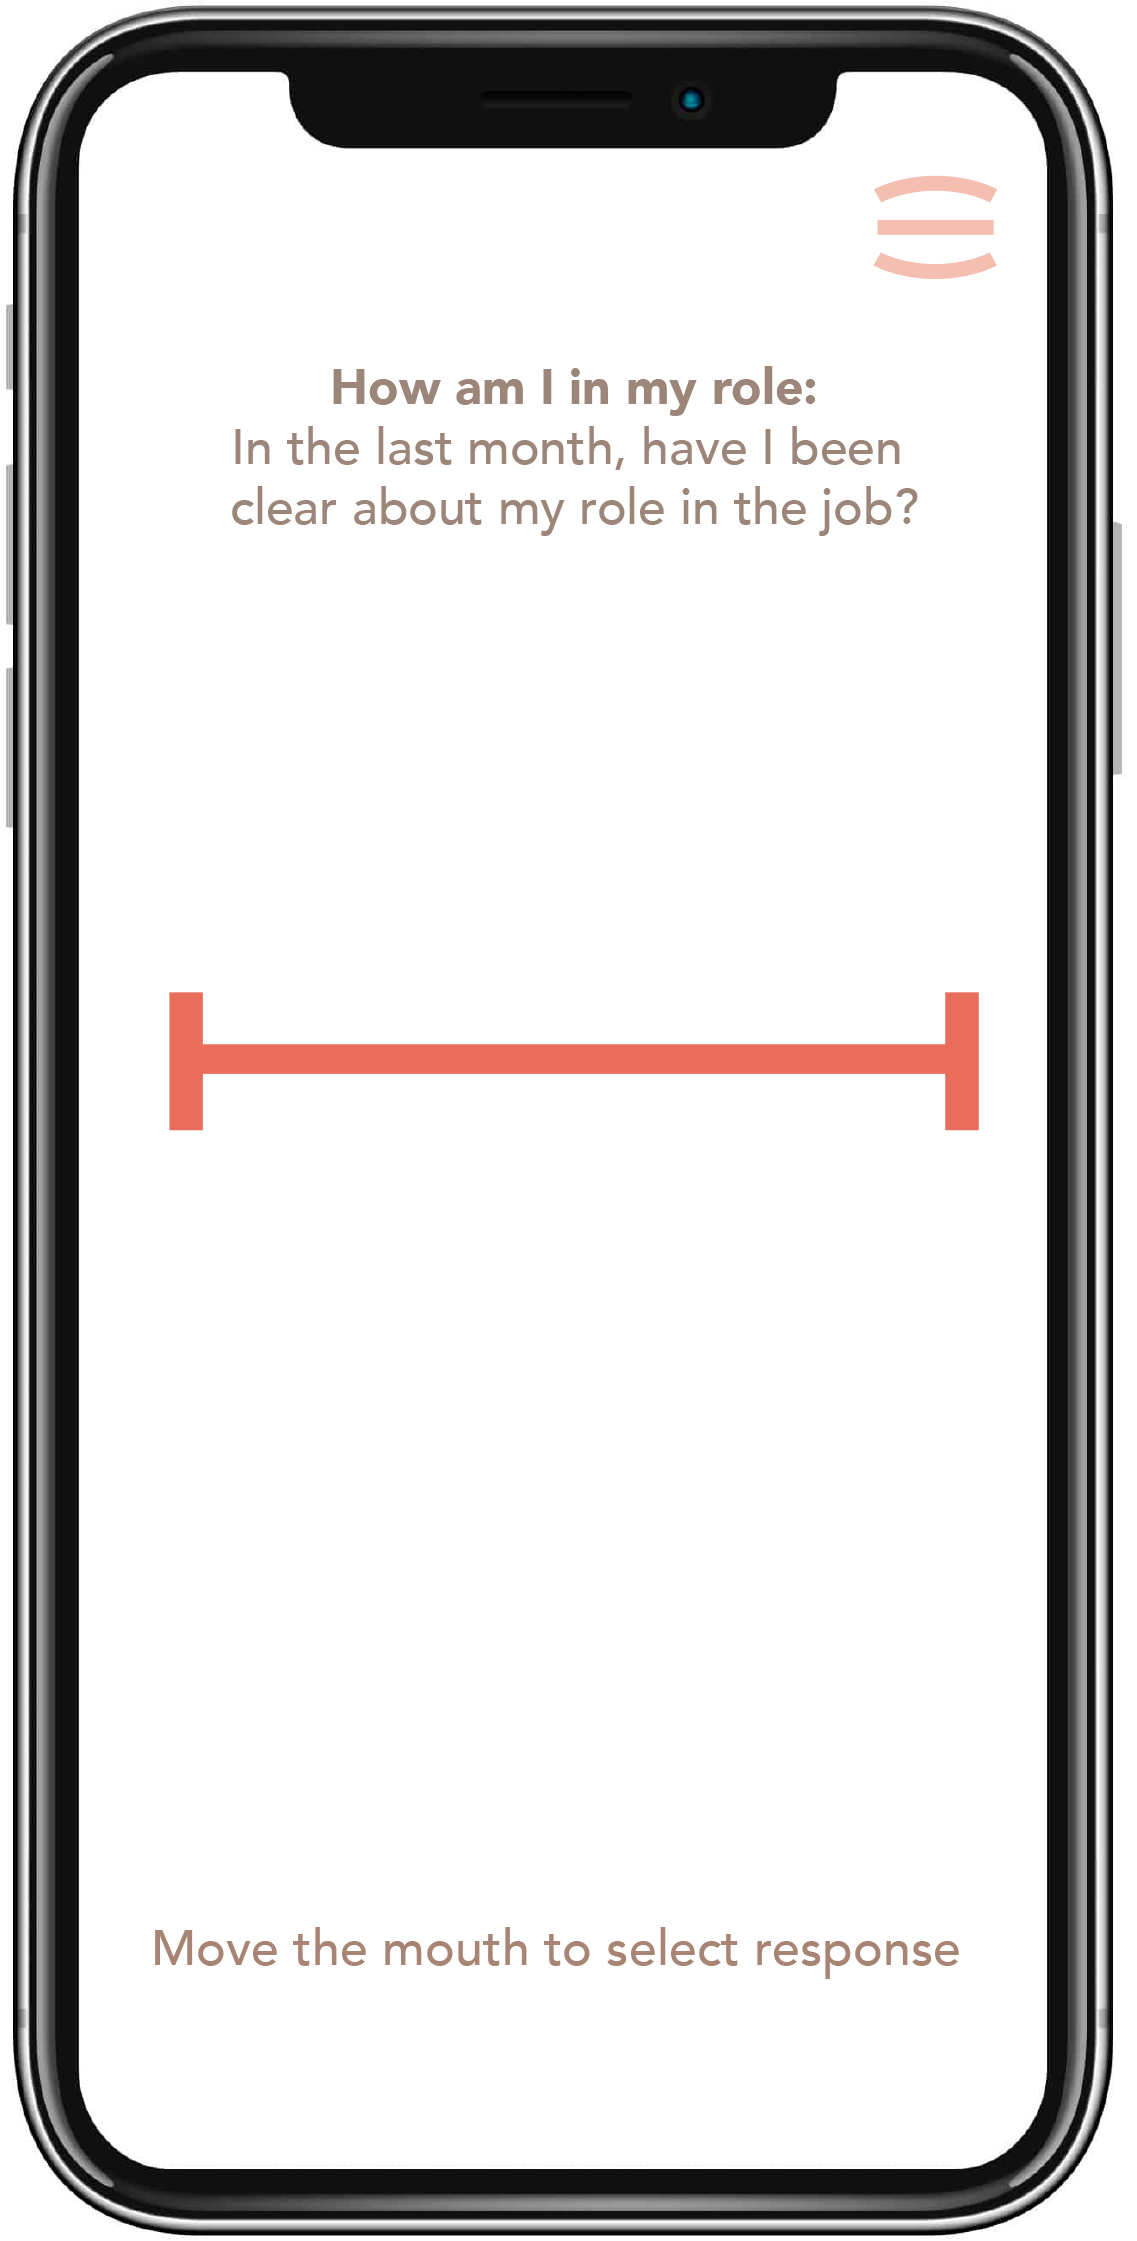 How am I in my role:
In the last month, have I been
clear about my role in the job?
Move the mouth to select response